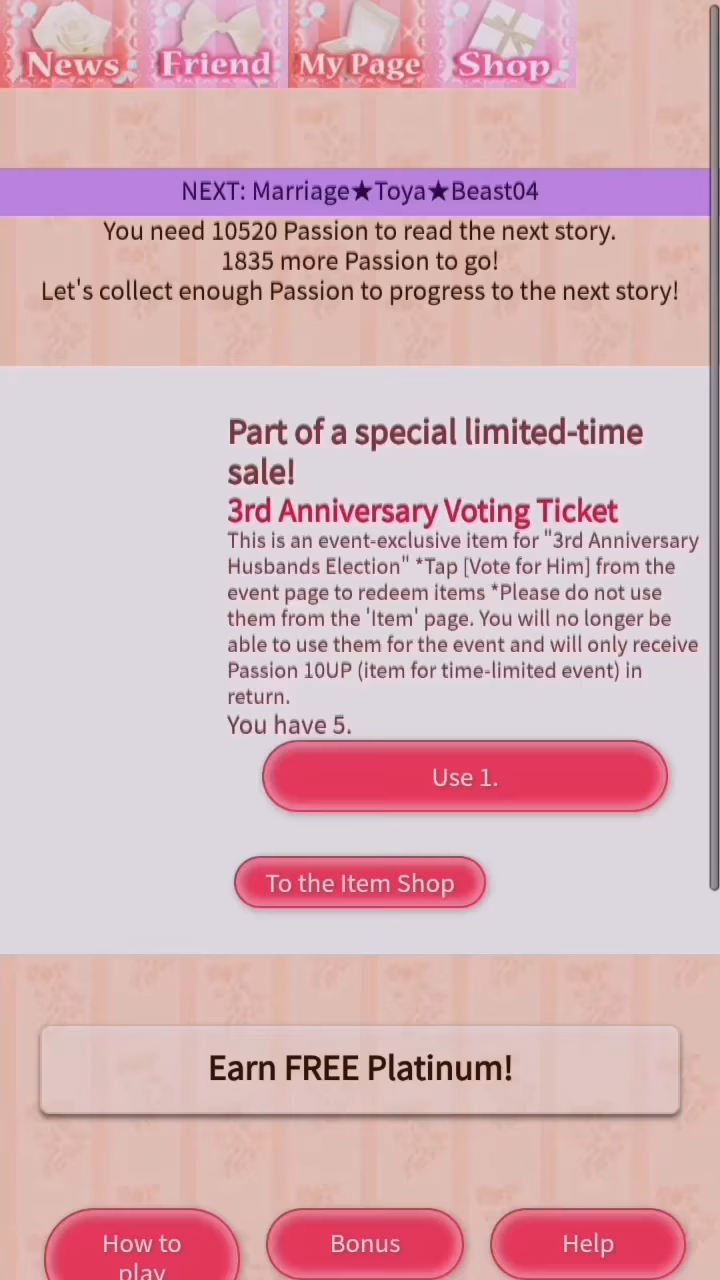 News Friend My Page Shop
NEXT: Marriage★Toya★Beast04
You need 10520 Passion to read the next story.
1835 more Passion to go!
Let's collect enough Passion to progress to the next story!
Part of a special limited-time
sale!
3rd Anniversary Voting Ticket
This is an event-exclusive item for "3rd Anniversary
Husbands Election" *Tap [Vote for Him] from the
event page to redeem items *Please do not use
them from the 'Item' page. You will no longer be
able to use them for the event and will only receive
Passion 10UP (item for time-limited event) in
return.
You have 5.
Use 1.
To the Item Shop
Earn FREE Platinum!
How to
play
Bonus
Help